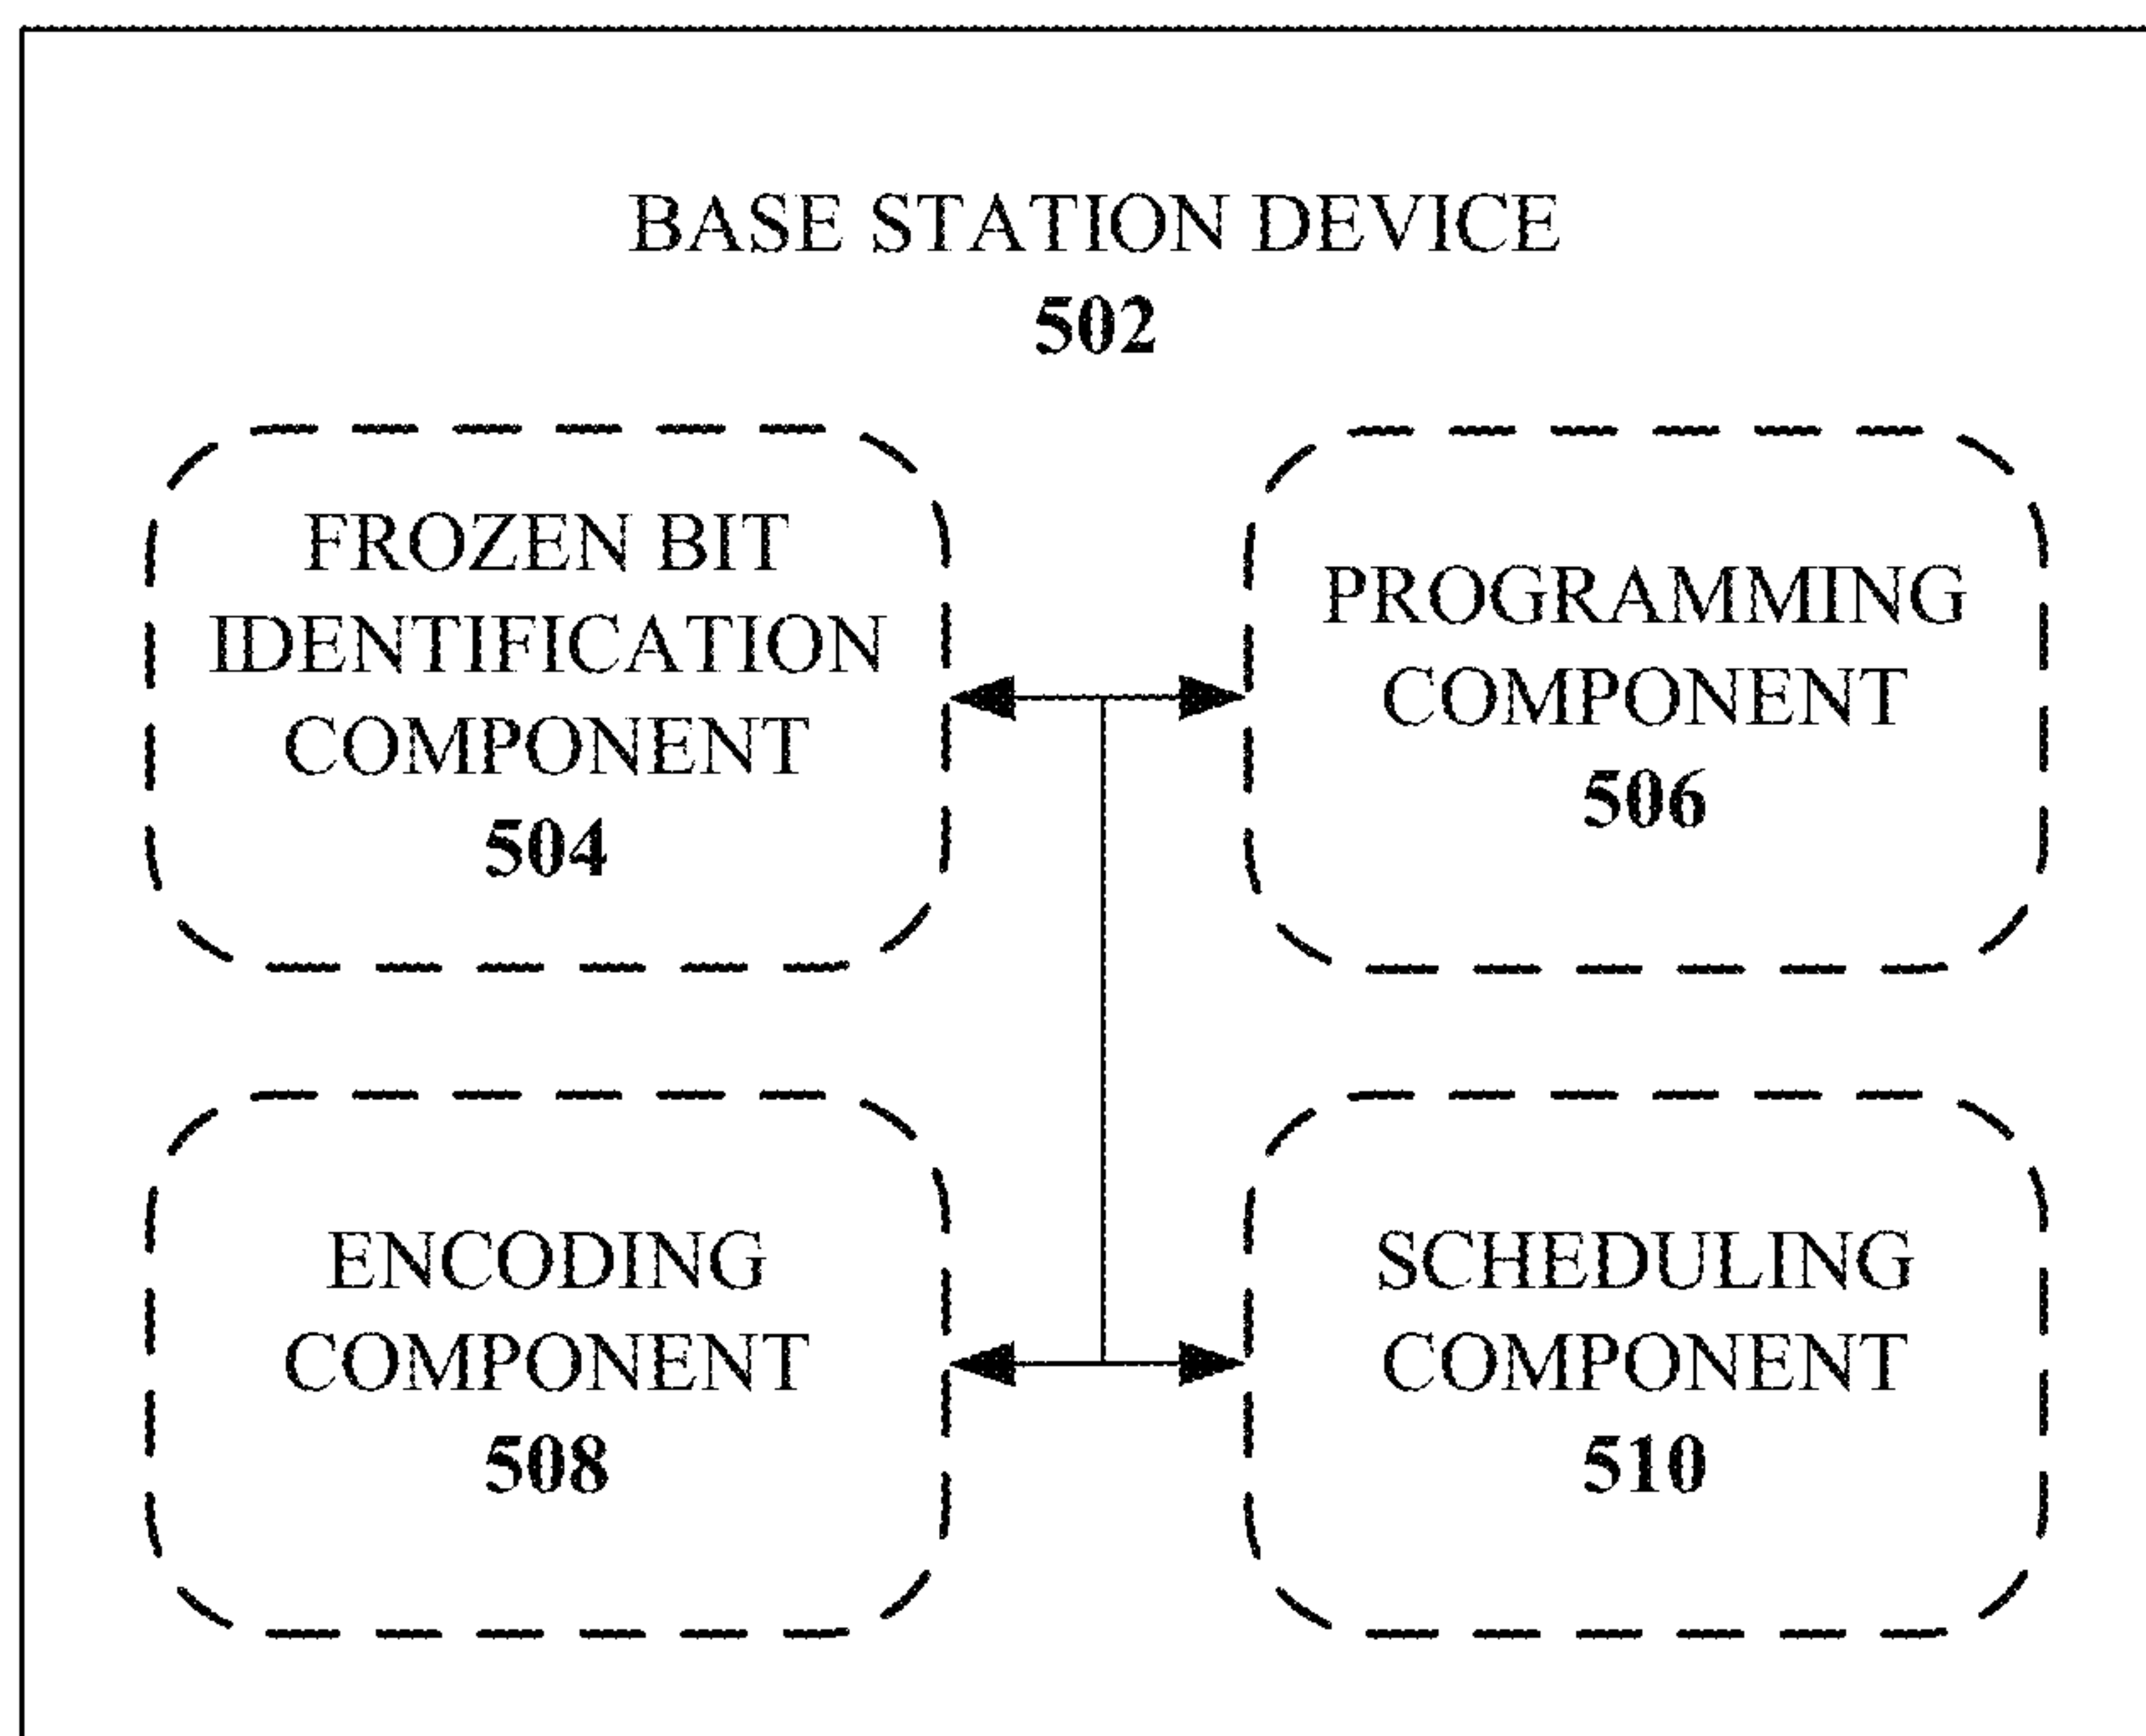 BASE STATION DEVICE
502
FROZEN BIT
IDENTIFICATION
COMPONENT
504
PROGRAMMING
COMPONENT
506
ENCODING
COMPONENT
508
SCHEDULING
COMPONENT
510